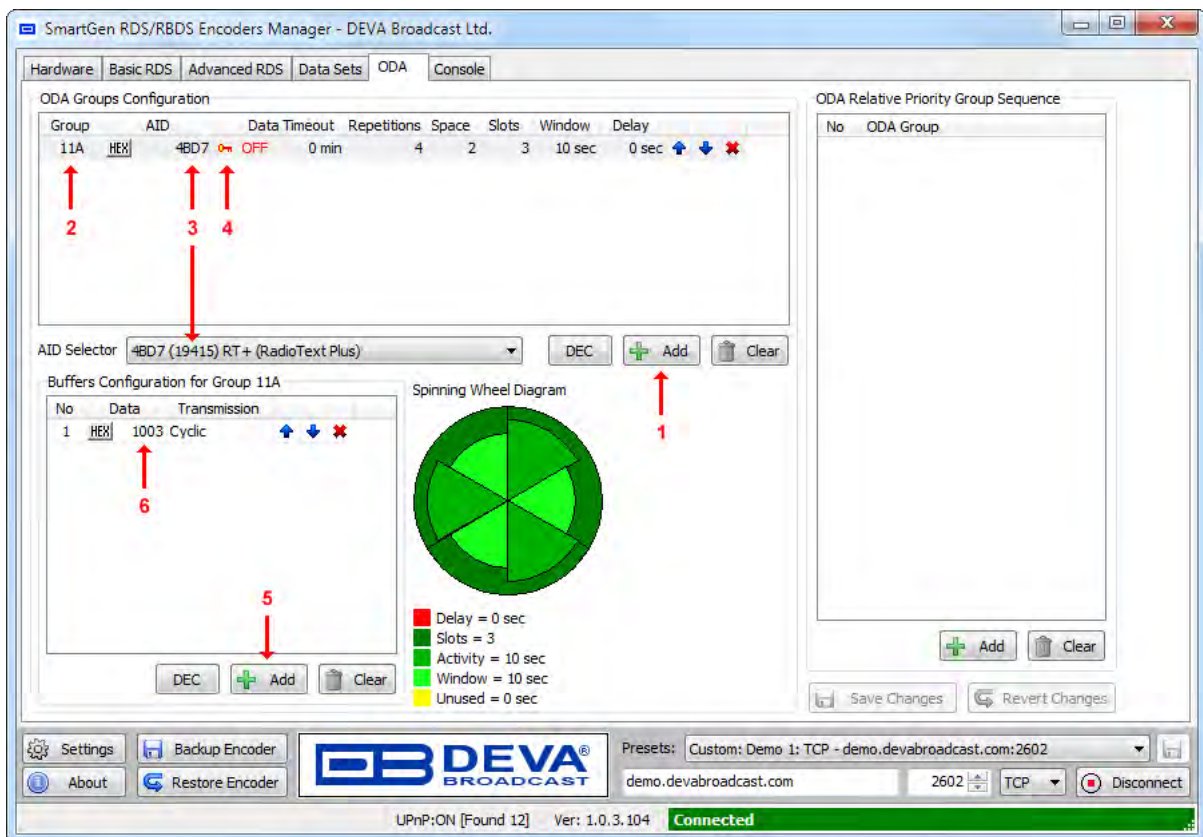 SmartGen RDS/RBDS Encoders Manager - DEVA Broadcast Ltd.
Hardware Basic RDS Advanced RDS Data Sets ODA Console
ODA Groups Configuration
Group AID Data Timeout Repetitions Space Slots Window Delay
11A HEX 4BD7 OFF 0 min 4 2 3 10 sec 0 sec
2 3 4
AID Selector 4BD7 (19415) RT+ (RadioText Plus) DEC Add Clear
1
Buffers Configuration for Group 11A
No Data Transmission
1 HEX 1003 Cyclic
6
5
DEC Add Clear
Spinning Wheel Diagram
Delay = 0 sec
Slots = 3
Activity = 10 sec
Window = 10 sec
Unused = 0 sec
ODA Relative Priority Group Sequence
No ODA Group
Add Clear
Save Changes Revert Changes
Settings Backup Encoder
About Restore Encoder
DEVA®
BROADCAST
Presets: Custom: Demo 1: TCP - demo.devabroadcast.com:2602
demo.devabroadcast.com 2602 TCP Disconnect
UPnP:ON [Found 12] Ver: 1.0.3.104 Connected